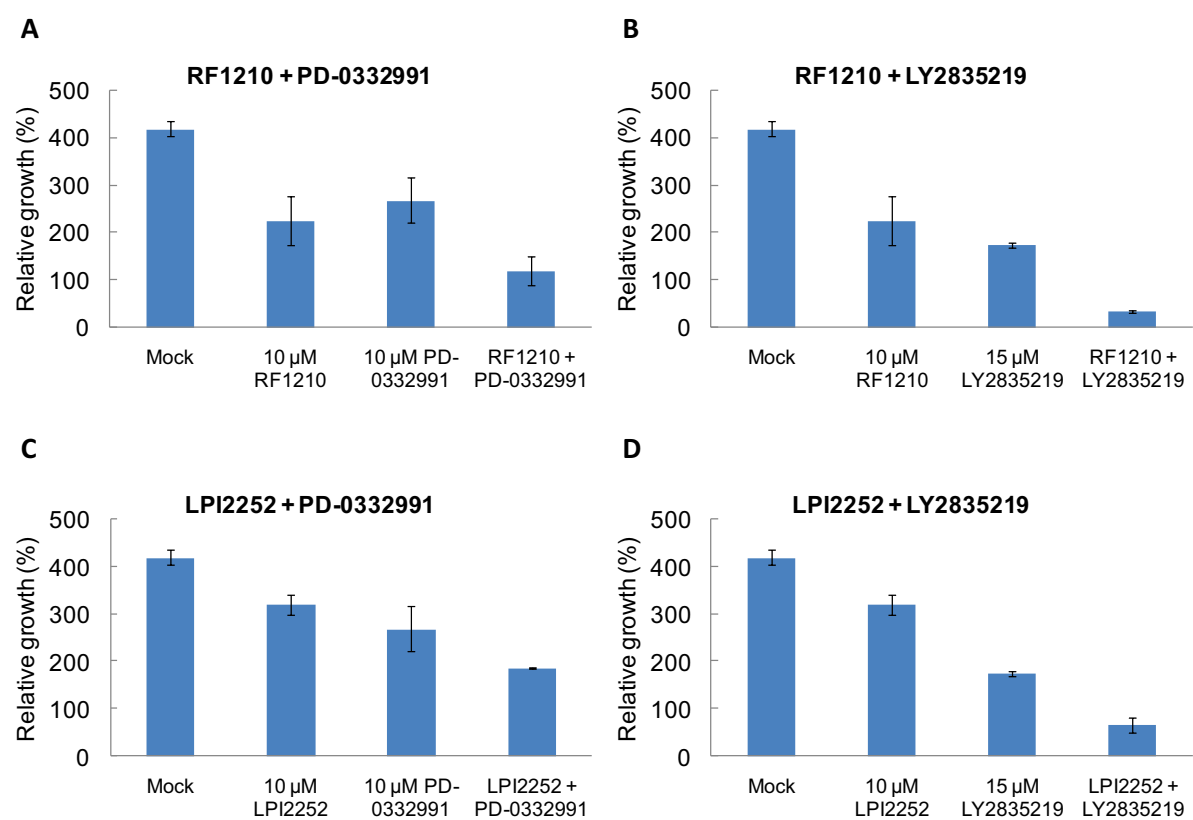 A
RF1210 + PD-0332991
Relative growth (%)
500
400
300
200
100
0
Mock
10 µM
RF1210
10 µM PD-
0332991
RF1210 +
PD-0332991
B
RF1210 + LY2835219
Relative growth (%)
500
400
300
200
100
0
Mock
10 µM
RF1210
15 µM
LY2835219
RF1210 +
LY2835219
C
LPI2252 + PD-0332991
Relative growth (%)
500
400
300
200
100
0
Mock
10 µM
LPI2252
10 µM PD-
0332991
LPI2252 +
PD-0332991
D
LPI2252 + LY2835219
Relative growth (%)
500
400
300
200
100
0
Mock
10 µM
LPI2252
15 µM
LY2835219
LPI2252 +
LY2835219